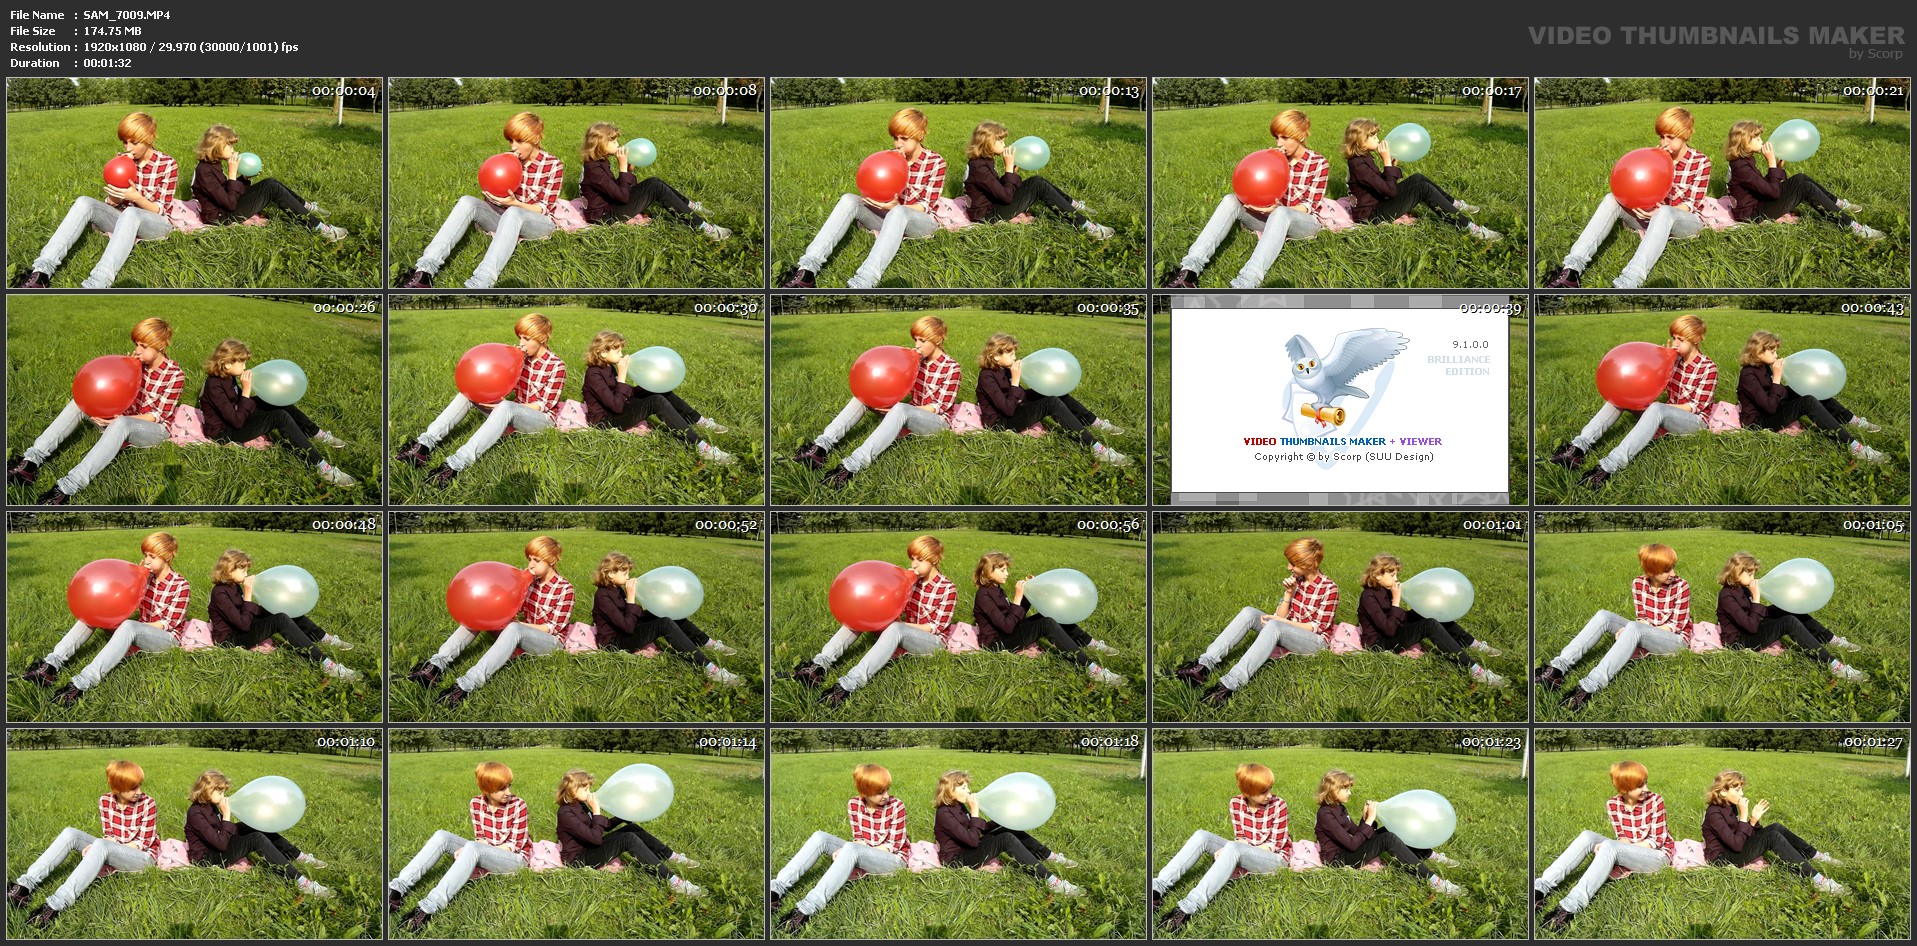 File Name : SAM_7009.MP4
File Size : 174.75 MB
Resolution : 1920x1080 / 29.970 (30000/1001) fps
Duration : 00:01:32
VIDEO THUMBNAILS MAKER
by Scorp
00:00:04
00:00:08
00:00:13
00:00:17
00:00:21
00:00:26
00:00:30
00:00:35
00:00:39
9.1.0.0
BRILLIANCE
EDITION
VIDEO THUMBNAILS MAKER + VIEWER
Copyright © by Scorp (SUU Design)
00:00:43
00:00:48
00:00:52
00:00:56
00:01:01
00:01:05
00:01:10
00:01:14
00:01:18
00:01:23
00:01:27